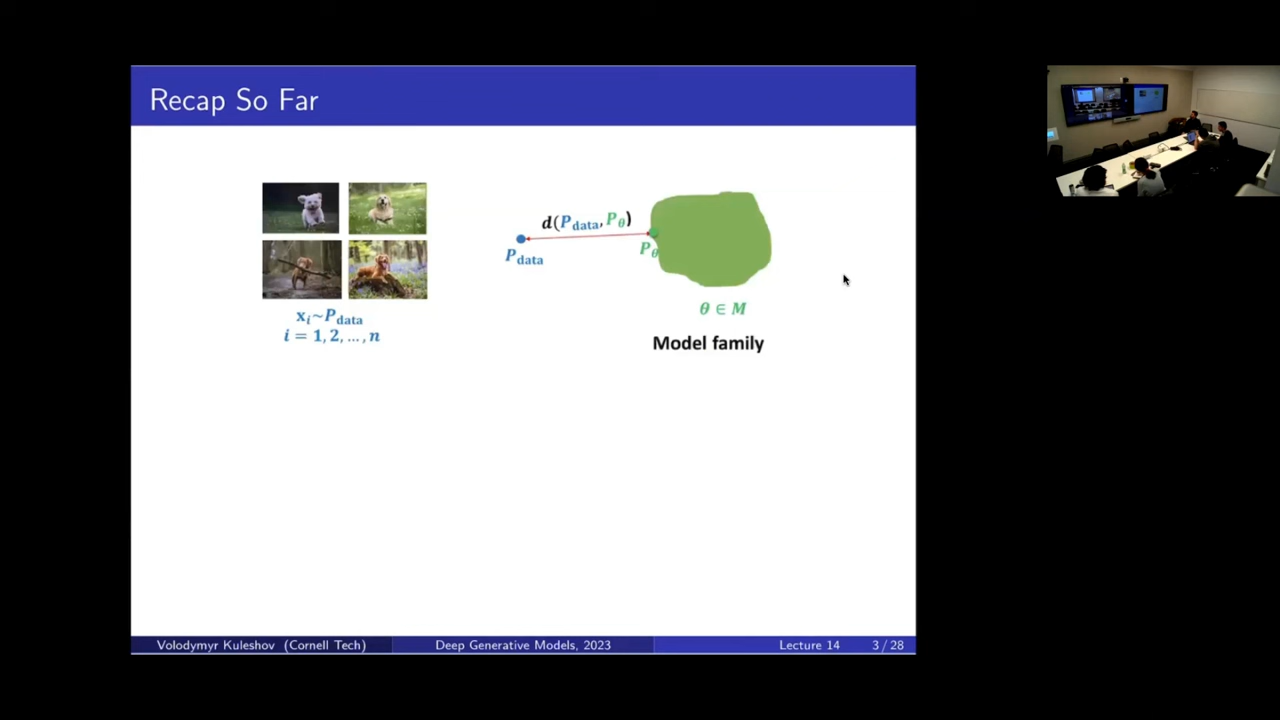 Recap So Far
d(P_data, P_θ)
P_data
P_θ
x_i~P_data
i = 1, 2, ..., n
θ ∈ M
Model family
Volodymyr Kuleshov (Cornell Tech)
Deep Generative Models, 2023
Lecture 14
3 / 28